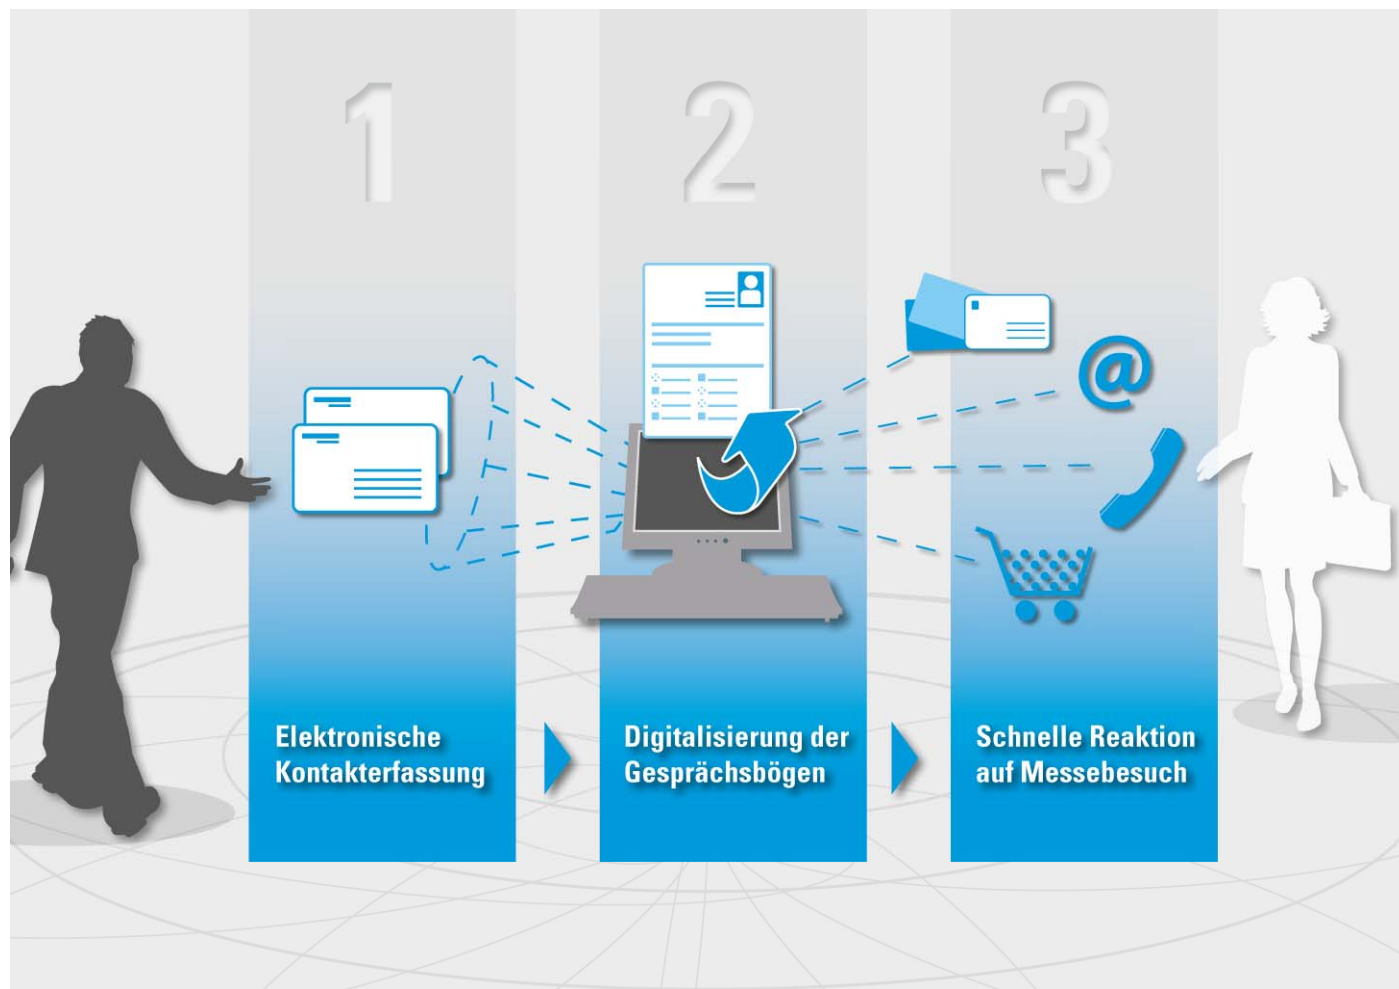 1
2
3
@
Elektronische
Kontakterfassung
Digitalisierung der
Gesprächsbögen
Schnelle Reaktion
auf Messebesuch